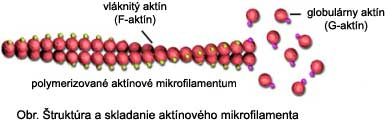 vláknitý aktín
(F-aktín)
globulárny aktín
(G-aktín)
polymerizované aktínové mikrofilamentum
Obr. Štruktúra a skladanie aktínového mikrofilamenta